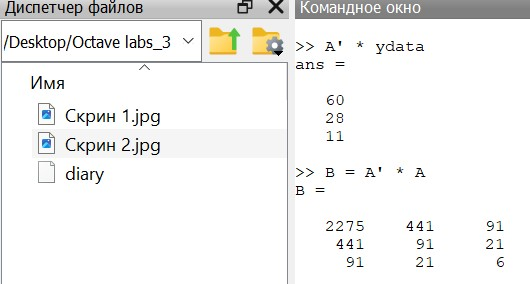 Диспетчер файлов
/Desktop/Octave labs_3
Имя
Скрин 1.jpg
Скрин 2.jpg
diary
Командное окно
>> A' * ydata
ans =
60
28
11
>> B = A' * A
B =
2275 441 91
441 91 21
91 21 6